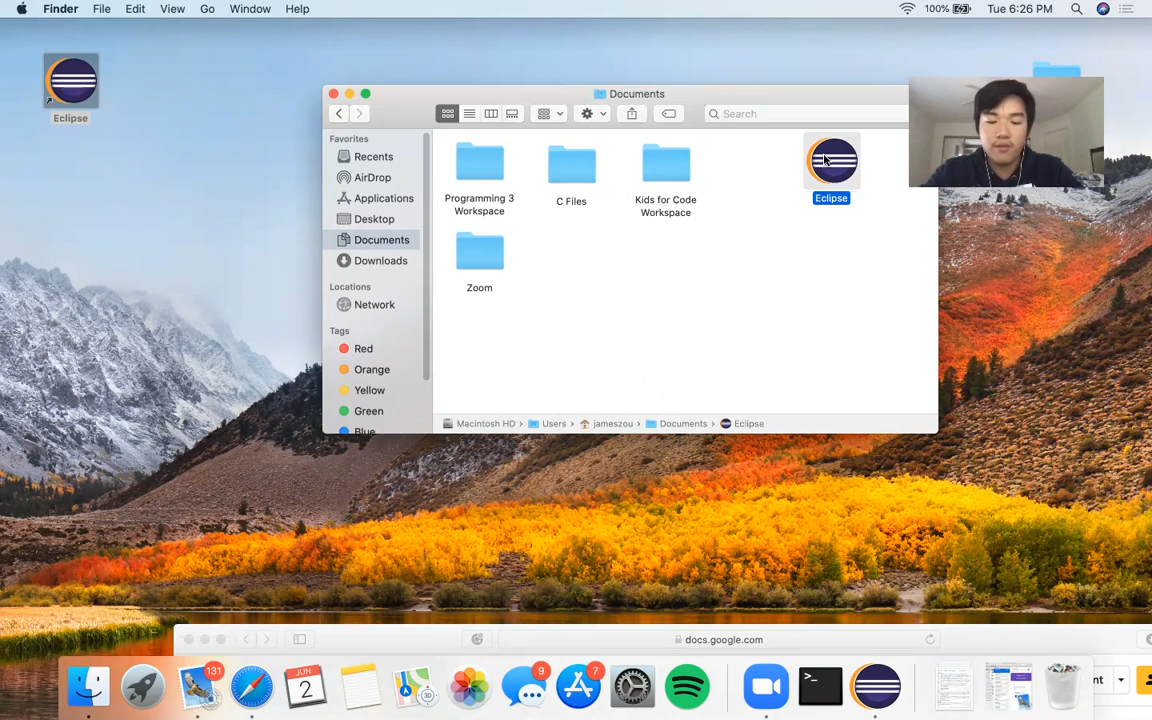 Finder File Edit View Go Window Help
100% Tue 6:26 PM
Eclipse
Documents
Search
Favorites
Recents
AirDrop
Applications
Desktop
Documents
Downloads
Locations
Network
Tags
Red
Orange
Yellow
Green
Blue
Programming 3
Workspace
C Files
Kids for Code
Workspace
Eclipse
Zoom
Macintosh HD › Users › jameszou › Documents › Eclipse
docs.google.com
131
JUN
2
3D
9
7
>_
nt